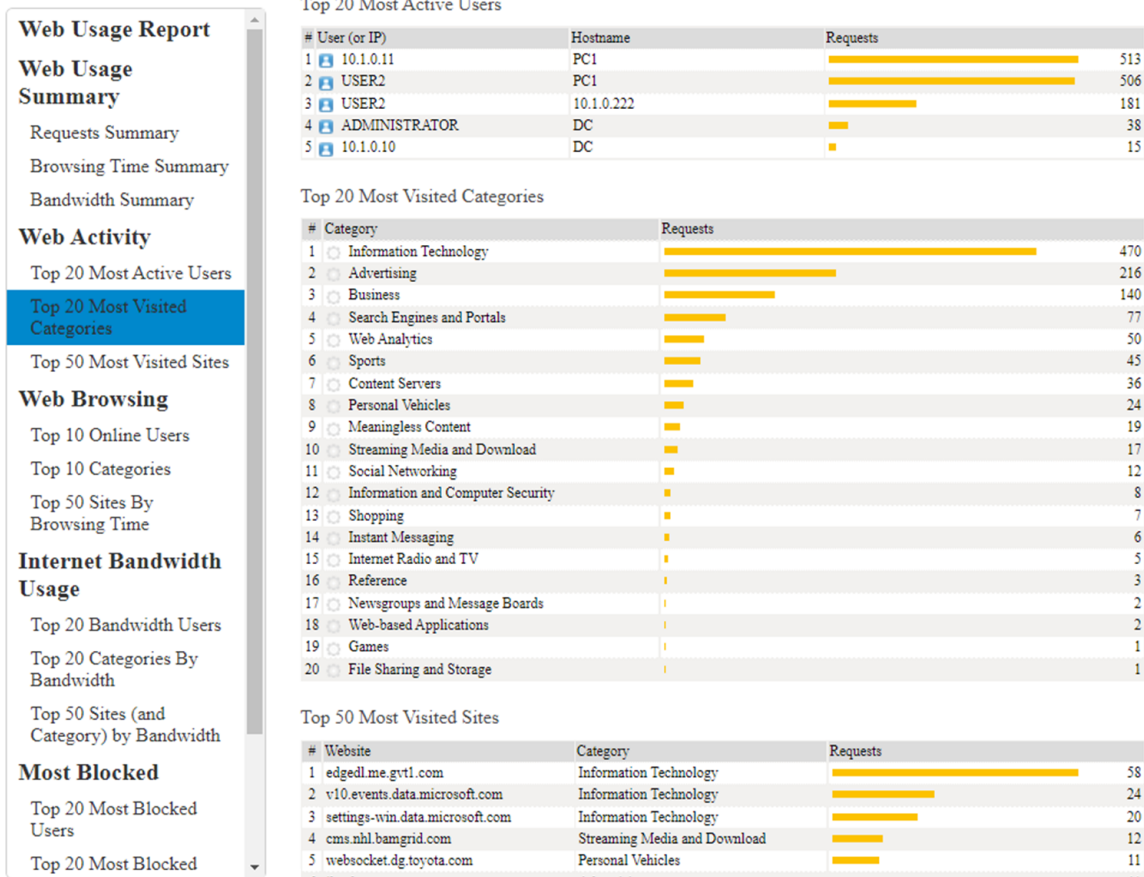 Web Usage Report
Web Usage
Summary
Requests Summary
Browsing Time Summary
Bandwidth Summary
Web Activity
Top 20 Most Active Users
Top 20 Most Visited
Categories
Top 50 Most Visited Sites
Web Browsing
Top 10 Online Users
Top 10 Categories
Top 50 Sites By
Browsing Time
Internet Bandwidth
Usage
Top 20 Bandwidth Users
Top 20 Categories By
Bandwidth
Top 50 Sites (and
Category) by Bandwidth
Most Blocked
Top 20 Most Blocked
Users
Top 20 Most Blocked
Top 20 Most Active Users
# User (or IP) Hostname Requests
1 10.1.0.11 PC1 513
2 USER2 PC1 506
3 USER2 10.1.0.222 181
4 ADMINISTRATOR DC 38
5 10.1.0.10 DC 15
Top 20 Most Visited Categories
# Category Requests
1 Information Technology 470
2 Advertising 216
3 Business 140
4 Search Engines and Portals 77
5 Web Analytics 50
6 Sports 45
7 Content Servers 36
8 Personal Vehicles 24
9 Meaningless Content 19
10 Streaming Media and Download 17
11 Social Networking 12
12 Information and Computer Security 8
13 Shopping 7
14 Instant Messaging 6
15 Internet Radio and TV 5
16 Reference 3
17 Newsgroups and Message Boards 2
18 Web-based Applications 2
19 Games 1
20 File Sharing and Storage 1
Top 50 Most Visited Sites
# Website Category Requests
1 edgedl.me.gvt1.com Information Technology 58
2 v10.events.data.microsoft.com Information Technology 24
3 settings-win.data.microsoft.com Information Technology 20
4 cms.nhl.bamgrid.com Streaming Media and Download 12
5 websocket.dg.toyota.com Personal Vehicles 11